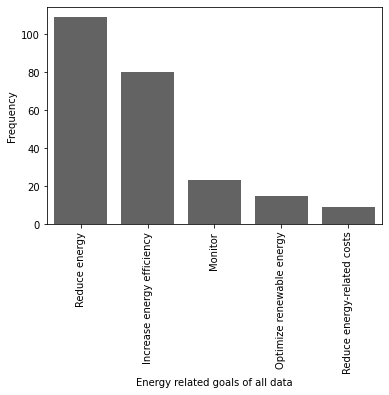 Frequency
100
80
60
40
20
0
Reduce energy
Increase energy efficiency
Monitor
Optimize renewable energy
Reduce energy-related costs
Energy related goals of all data